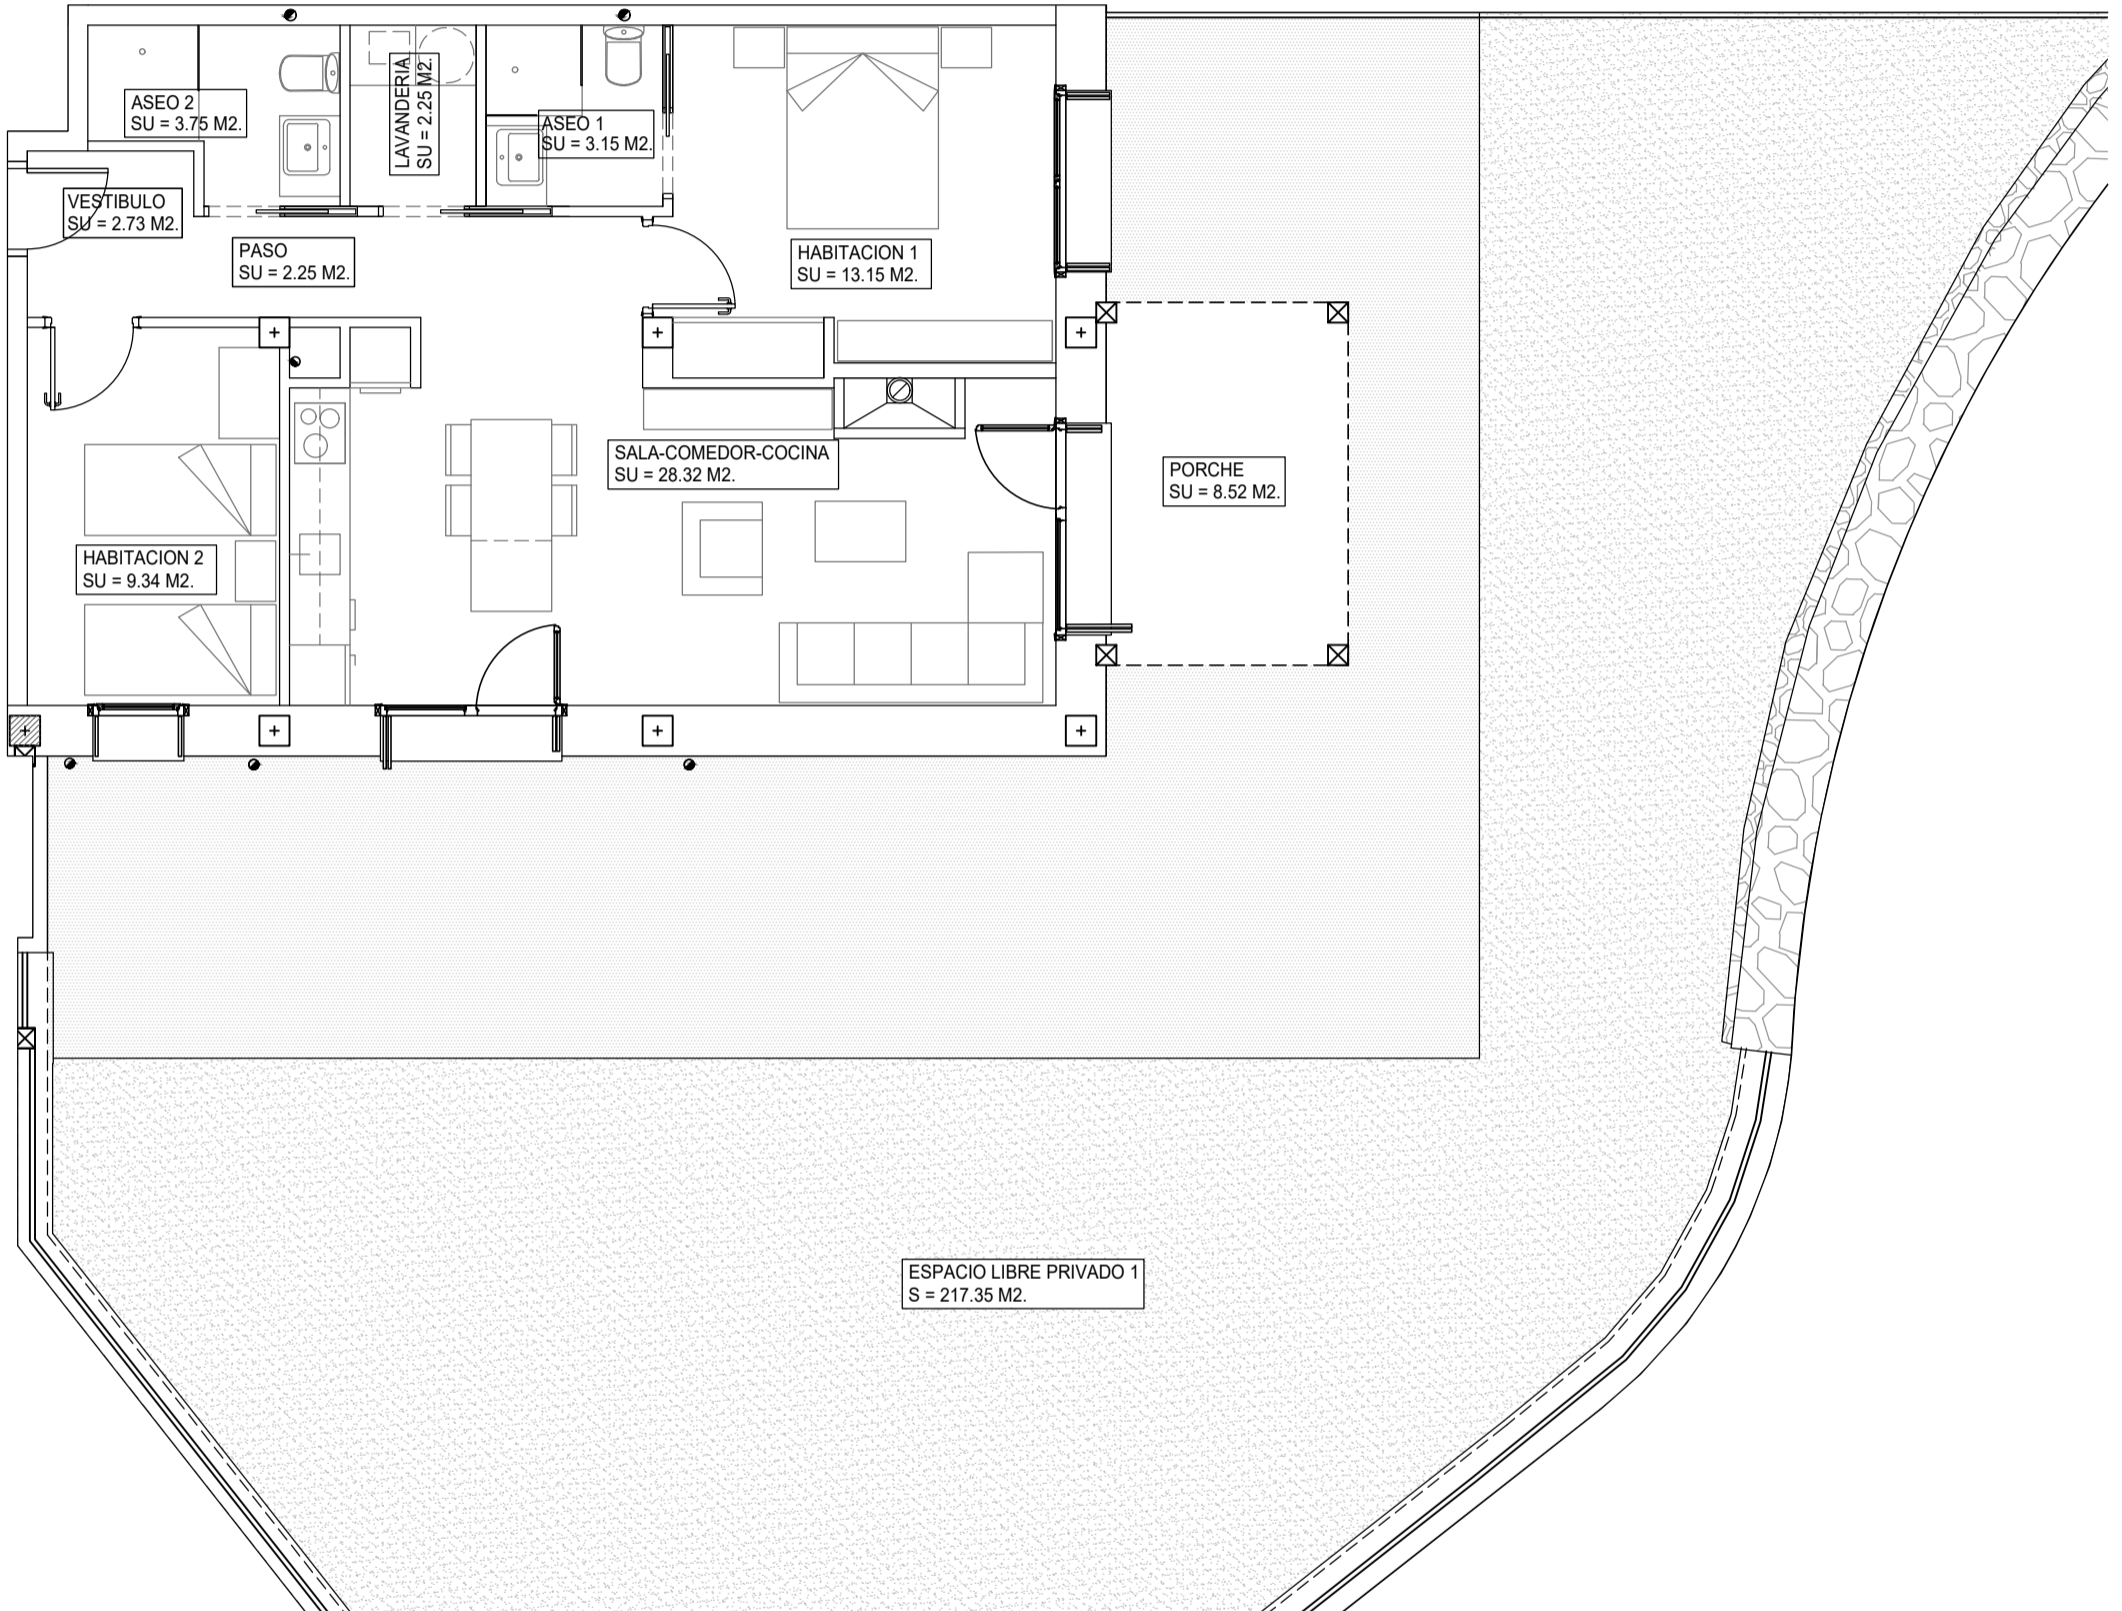 ASEO 2
SU = 3.75 M2.
LAVANDERIA
SU = 2.25 M2.
ASEO 1
SU = 3.15 M2.
VESTIBULO
SU = 2.73 M2.
PASO
SU = 2.25 M2.
HABITACION 1
SU = 13.15 M2.
SALA-COMEDOR-COCINA
SU = 28.32 M2.
PORCHE
SU = 8.52 M2.
HABITACION 2
SU = 9.34 M2.
ESPACIO LIBRE PRIVADO 1
S = 217.35 M2.